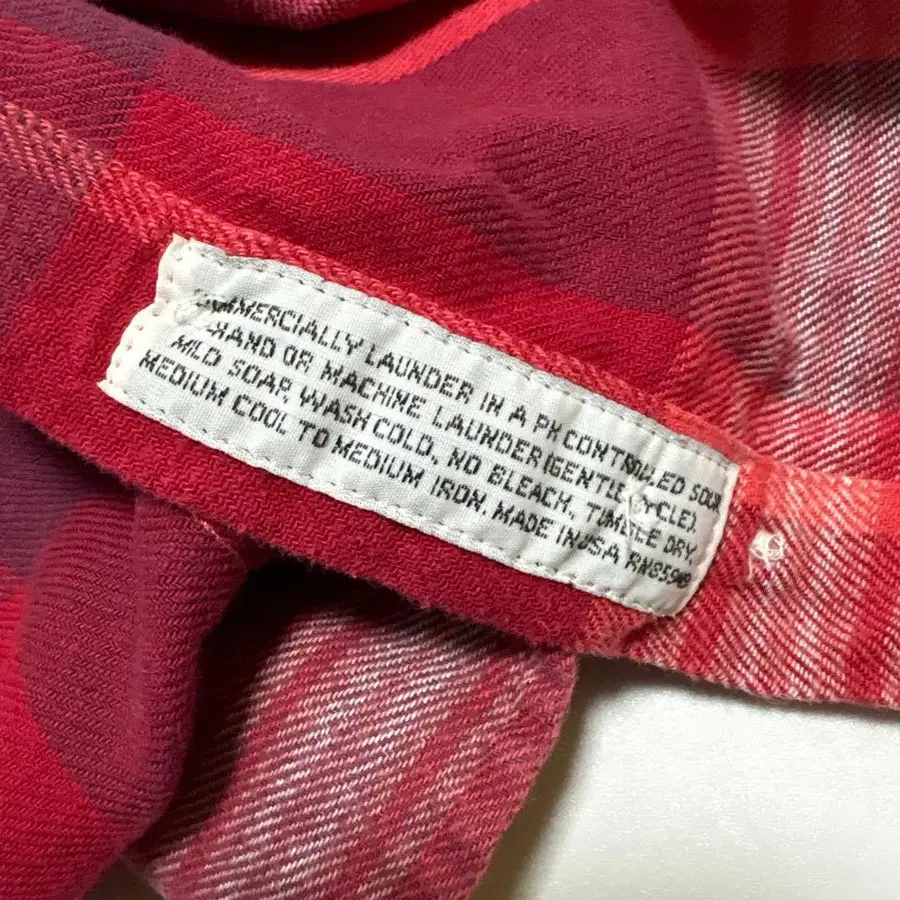 COMMERCIALLY LAUNDER IN A PH CONTROLLED SOUR
HAND OR MACHINE LAUNDER (GENTLE CYCLE).
MILD SOAP, WASH COLD, NO BLEACH, TUMBLE DRY,
MEDIUM COOL TO MEDIUM IRON. MADE IN USA